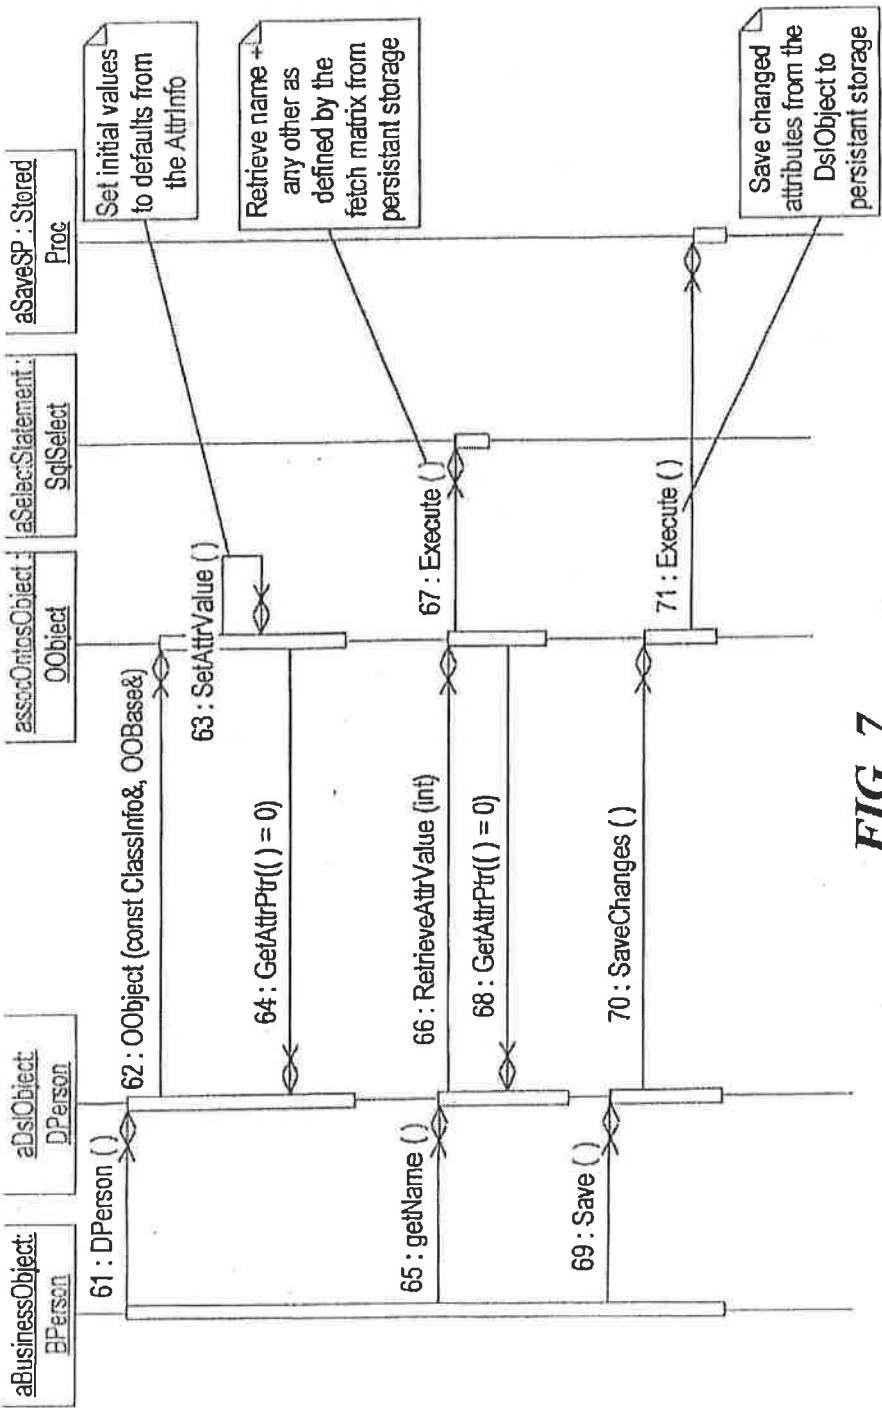 aBusinessObject:
BPerson
aDslObject:
DPerson
assocOntosObject :
OObject
aSelectStatement :
SqlSelect
aSaveSP : Stored
Proc
61 : DPerson ( )
62 : OObject (const ClassInfo&, OOBase&)
63 : SetAttrValue ( )
Set initial values
to defaults from
the AttrInfo
64 : GetAttrPtr(( ) = 0)
65 : getName ( )
66 : RetrieveAttrValue (int)
67 : Execute ( )
Retrieve name +
any other as
defined by the
fetch matrix from
persistant storage
68 : GetAttrPtr(( ) = 0)
69 : Save ( )
70 : SaveChanges ( )
71 : Execute ( )
Save changed
attributes from the
DslObject to
persistant storage
FIG. 7